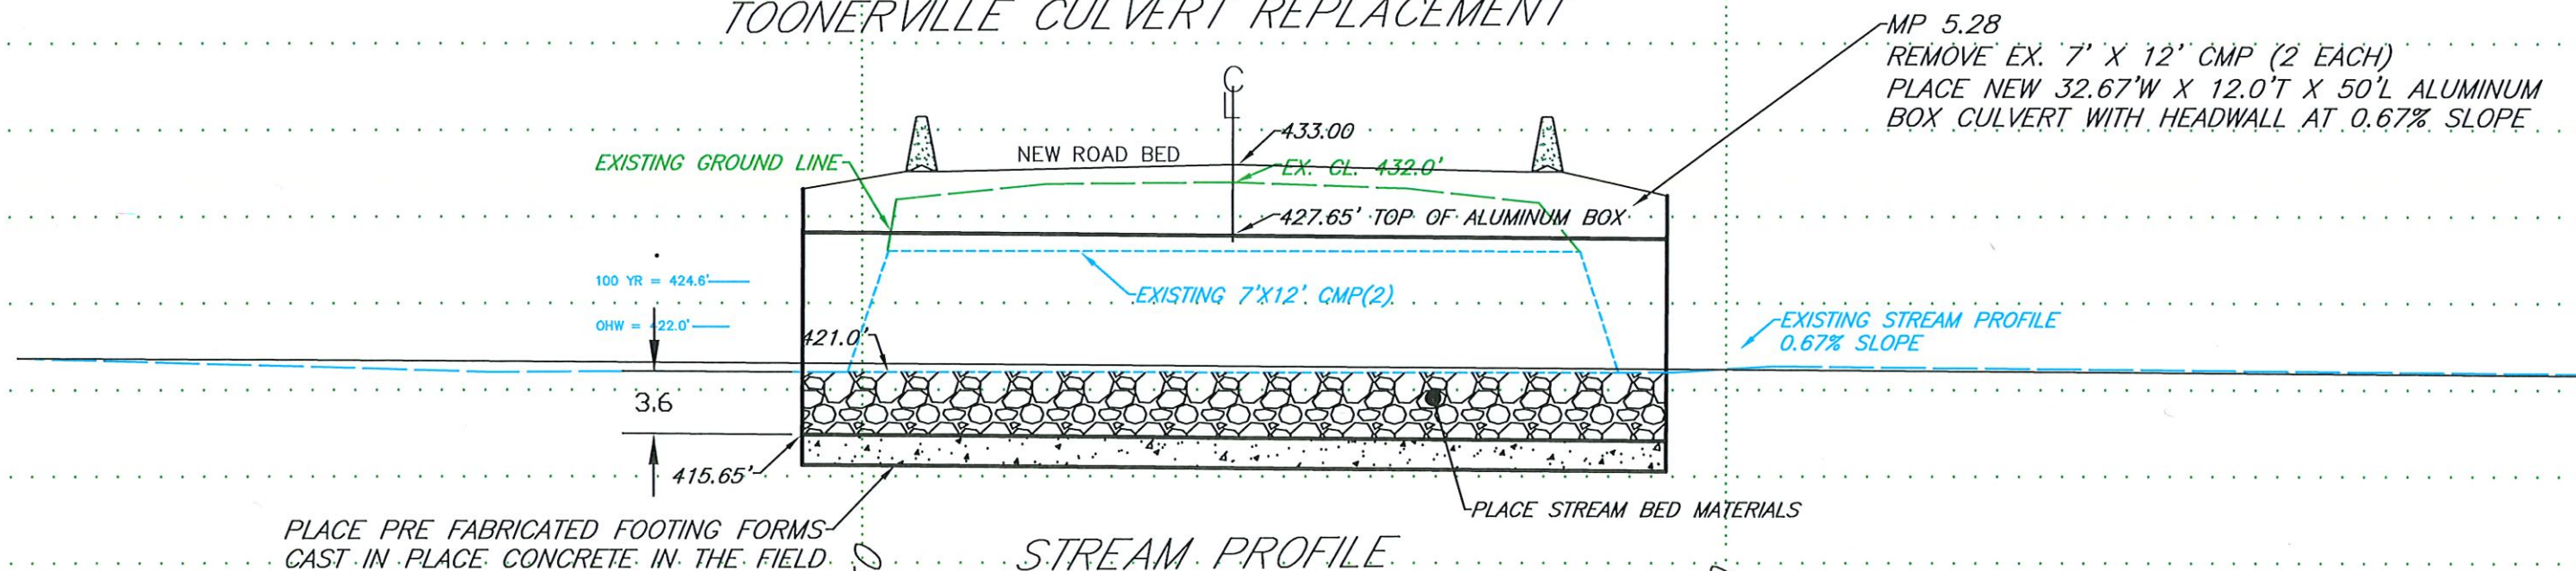 TOONERVILLE CULVERT REPLACEMENT
MP 5.28
REMOVE EX. 7' X 12' CMP (2 EACH)
PLACE NEW 32.67'W X 12.0'T X 50'L ALUMINUM
BOX CULVERT WITH HEADWALL AT 0.67% SLOPE
CL
433.00
NEW ROAD BED
EXISTING GROUND LINE
EX. CL. 432.0'
427.65' TOP OF ALUMINUM BOX
100 YR = 424.6'
EXISTING 7'X12' CMP(2)
OHW = 422.0'
421.0'
EXISTING STREAM PROFILE
0.67% SLOPE
3.6
415.65'
PLACE STREAM BED MATERIALS
PLACE PRE FABRICATED FOOTING FORMS
CAST IN PLACE CONCRETE IN THE FIELD
STREAM PROFILE